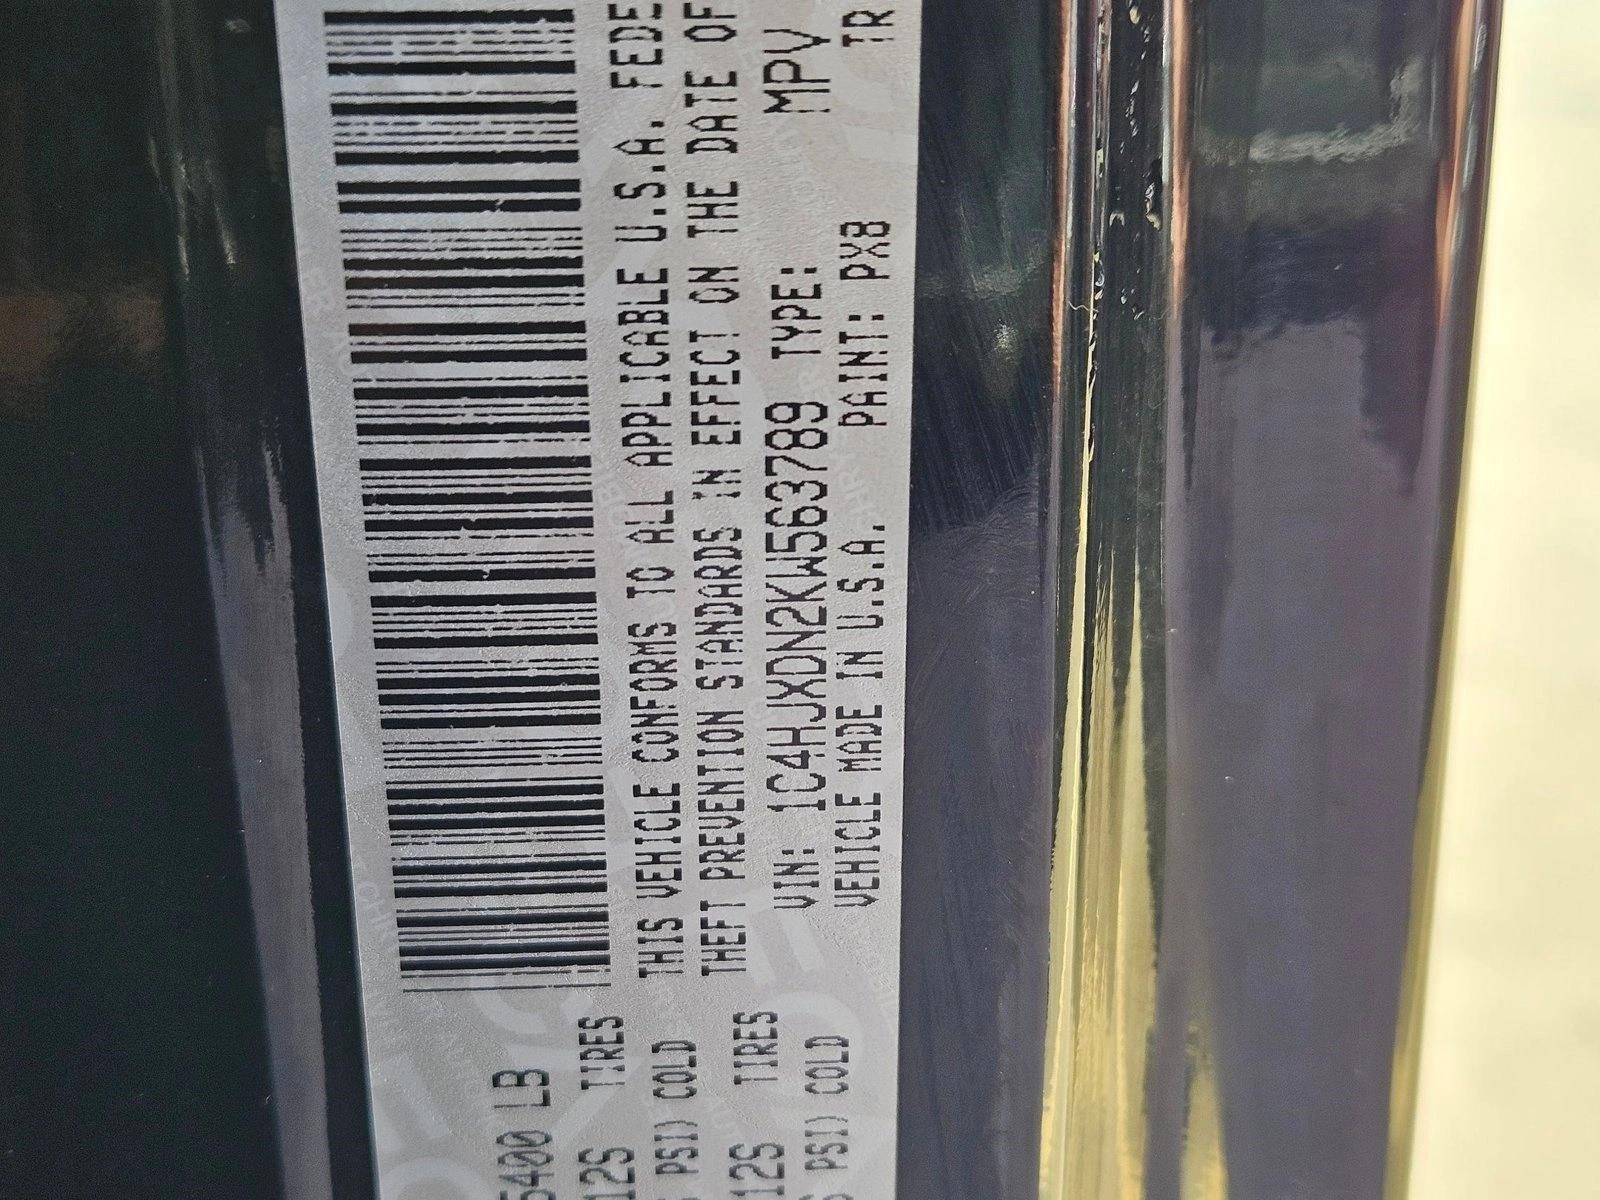 5400 LB
12S TIRES
PSI) COLD
12S TIRES
PSI) COLD
THIS VEHICLE CONFORMS TO ALL APPLICABLE U.S.A. FEDE
THEFT PREVENTION STANDARDS IN EFFECT ON THE DATE OF
VIN: 1C4HJXDN2KW563789 TYPE: MPV
VEHICLE MADE IN U.S.A. PAINT: PX8 TR